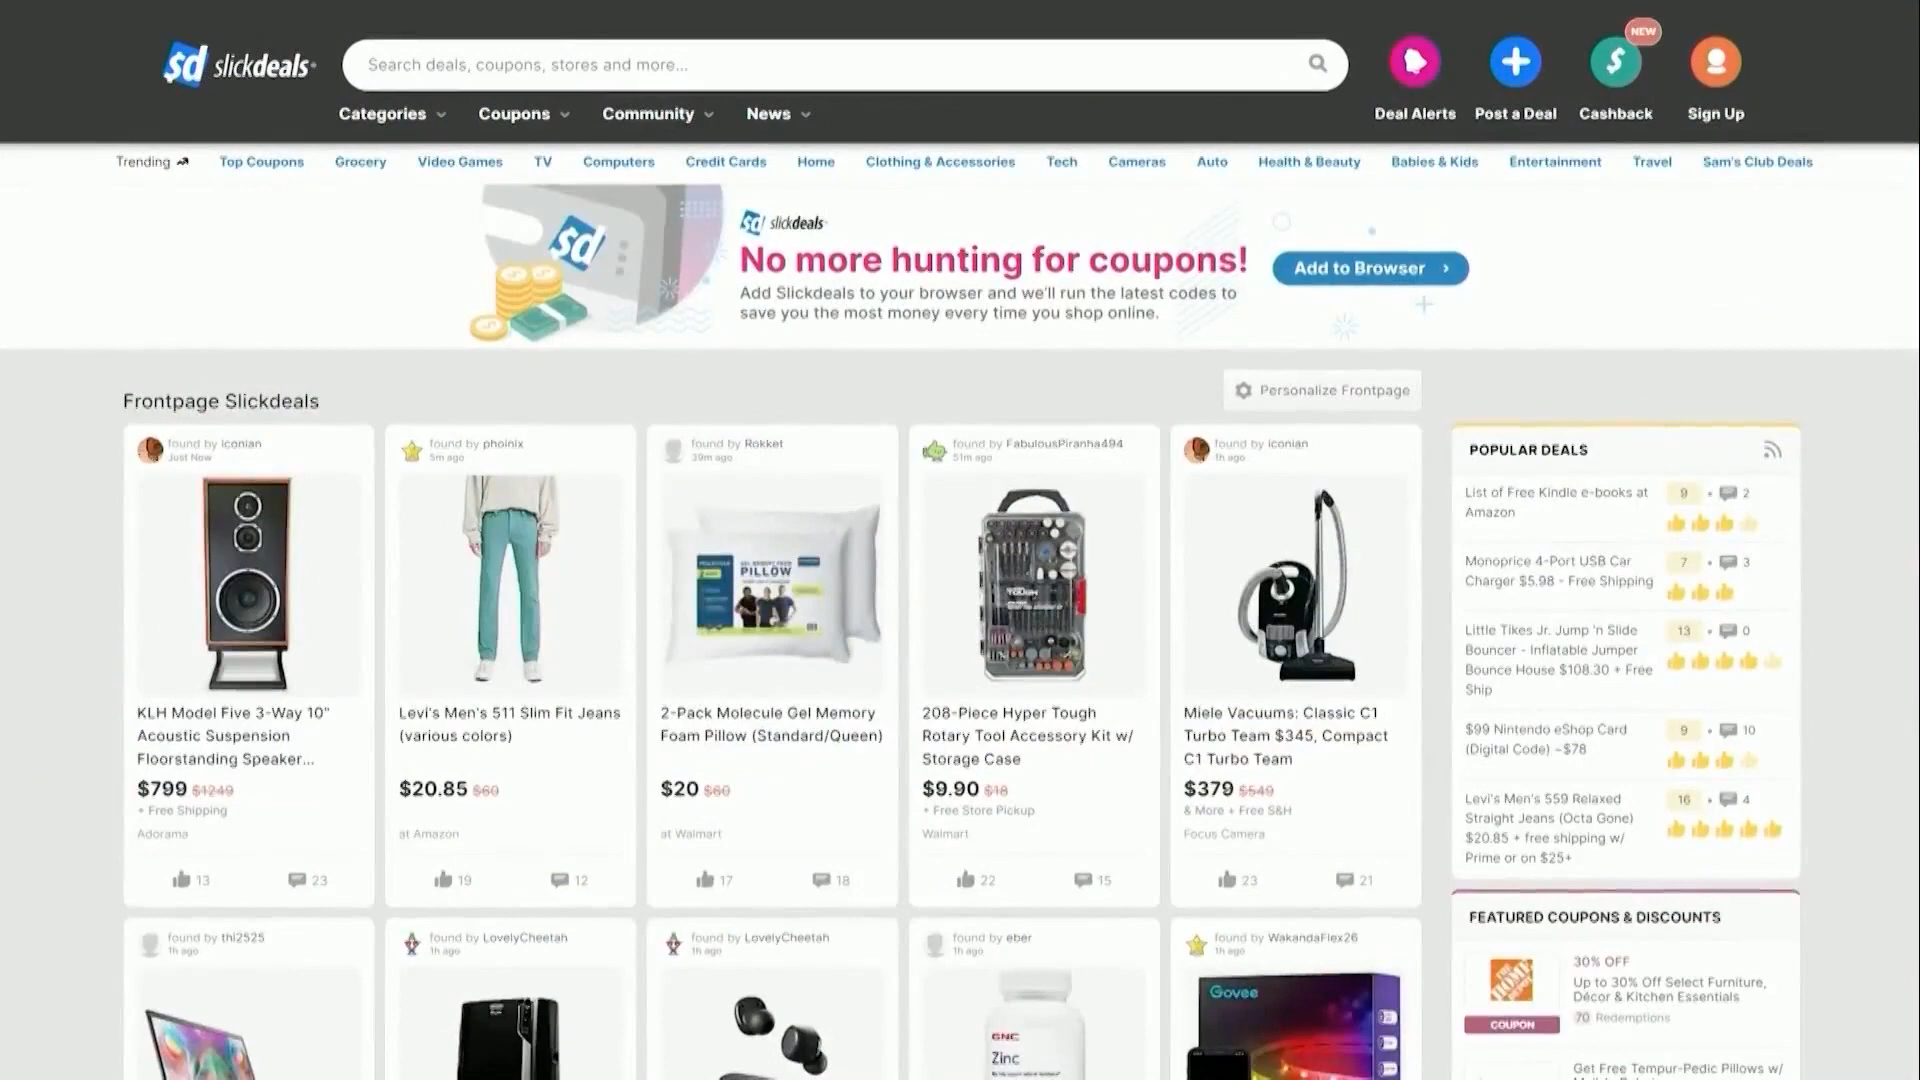 sd slickdeals
Search deals, coupons, stores and more...
NEW
Categories
Coupons
Community
News
Deal Alerts
Post a Deal
Cashback
Sign Up
Trending
Top Coupons
Grocery
Video Games
TV
Computers
Credit Cards
Home
Clothing & Accessories
Tech
Cameras
Auto
Health & Beauty
Babies & Kids
Entertainment
Travel
Sam's Club Deals
sd
sd slickdeals
No more hunting for coupons!
Add Slickdeals to your browser and we'll run the latest codes to
save you the most money every time you shop online.
Add to Browser
Frontpage Slickdeals
Personalize Frontpage
found by iconian
Just Now
KLH Model Five 3-Way 10"
Acoustic Suspension
Floorstanding Speaker...
$799 $1249
+ Free Shipping
Adorama
13
23
found by phoinix
5m ago
Levi's Men's 511 Slim Fit Jeans
(various colors)
$20.85 $60
at Amazon
19
12
found by Rokket
39m ago
PILLOW
2-Pack Molecule Gel Memory
Foam Pillow (Standard/Queen)
$20 $60
at Walmart
17
18
found by FabulousPiranha494
51m ago
TOUGH
208-Piece Hyper Tough
Rotary Tool Accessory Kit w/
Storage Case
$9.90 $18
+ Free Store Pickup
Walmart
22
15
found by iconian
1h ago
Miele Vacuums: Classic C1
Turbo Team $345, Compact
C1 Turbo Team
$379 $549
& More + Free S&H
Focus Camera
23
21
POPULAR DEALS
List of Free Kindle e-books at
Amazon
9
2
Monoprice 4-Port USB Car
Charger $5.98 - Free Shipping
7
3
Little Tikes Jr. Jump 'n Slide
Bouncer - Inflatable Jumper
Bounce House $108.30 + Free
Ship
13
0
$99 Nintendo eShop Card
(Digital Code) ~$78
9
10
Levi's Men's 559 Relaxed
Straight Jeans (Octa Gone)
$20.85 + free shipping w/
Prime or on $25+
16
4
found by thi2525
1h ago
found by LovelyCheetah
1h ago
found by LovelyCheetah
1h ago
found by eber
1h ago
GNC
Zinc
found by WakandaFlex26
1h ago
Govee
FEATURED COUPONS & DISCOUNTS
THE HOME DEPOT
COUPON
30% OFF
Up to 30% Off Select Furniture,
Décor & Kitchen Essentials
70 Redemptions
Get Free Tempur-Pedic Pillows w/